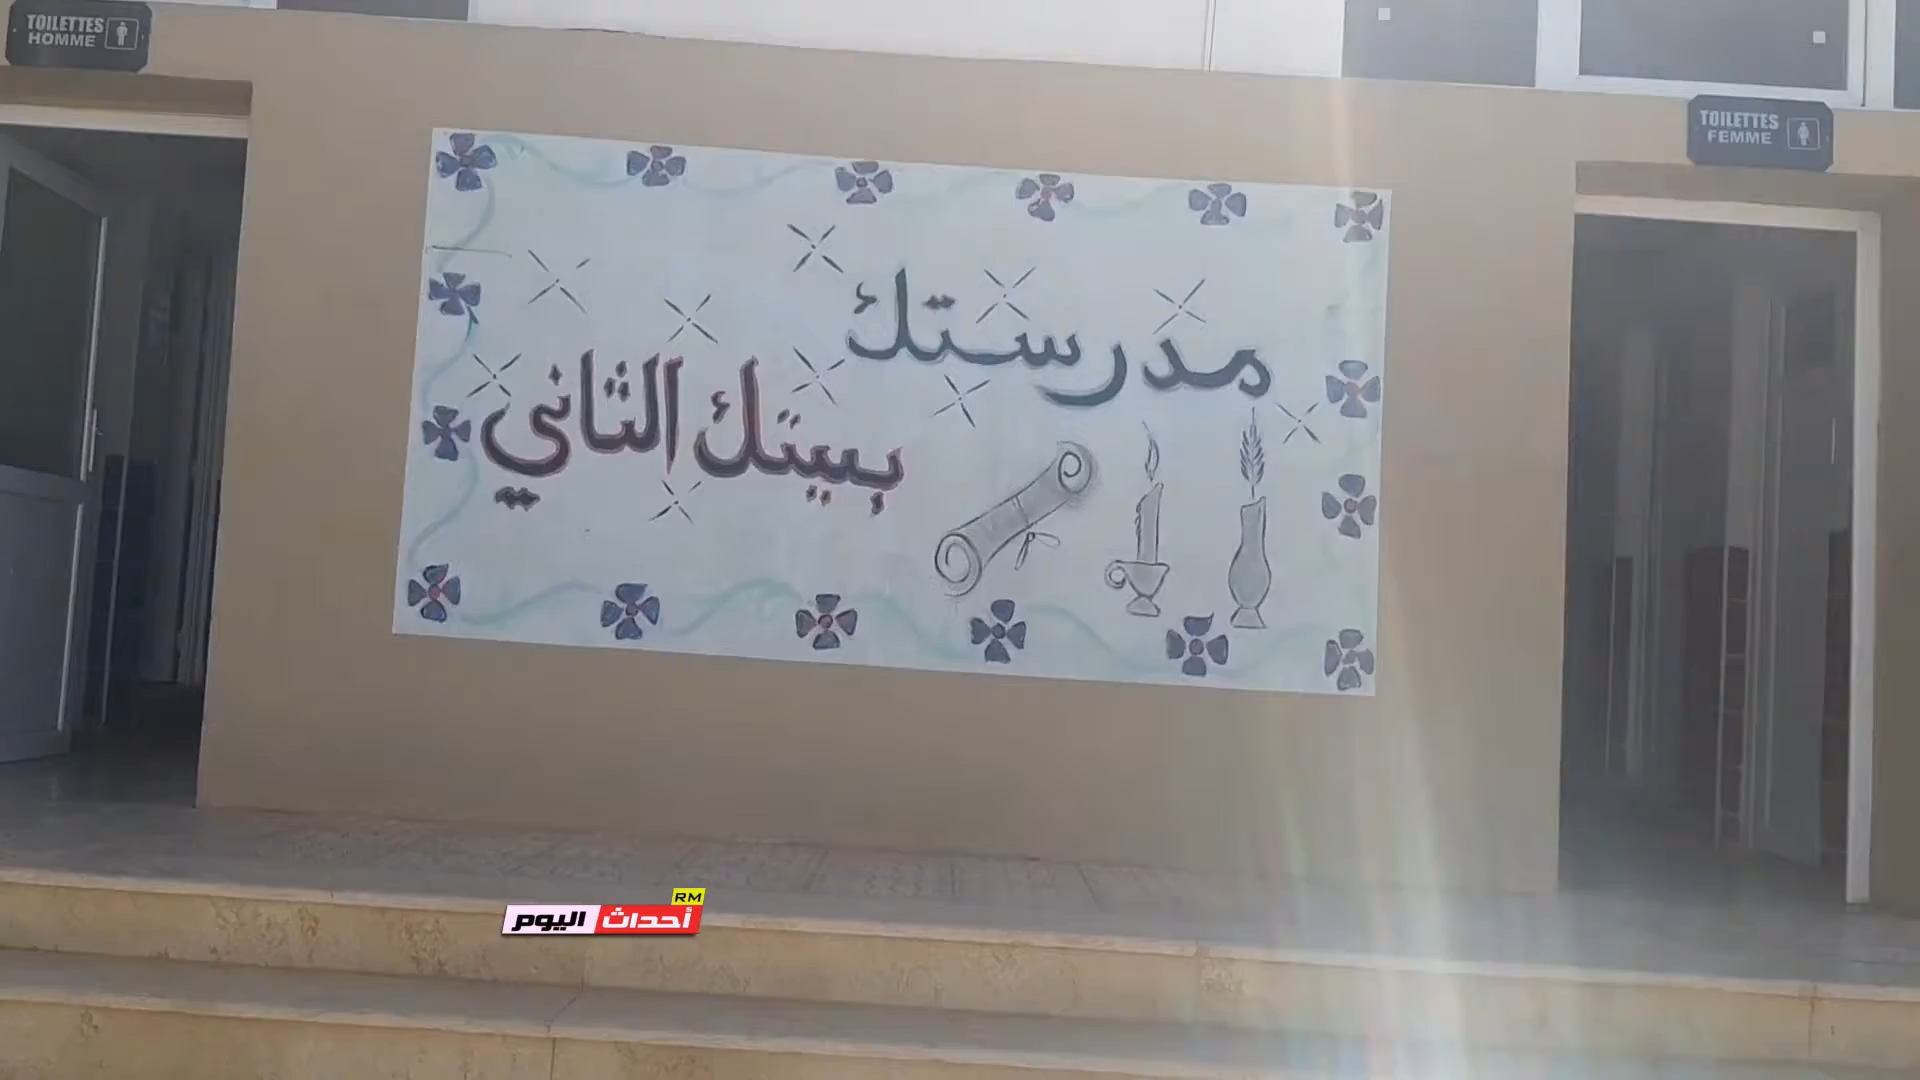 TOILETTES
HOMME
TOILETTES
FEMME
مدرستك
بيتك الثاني
RM
أحداث اليوم